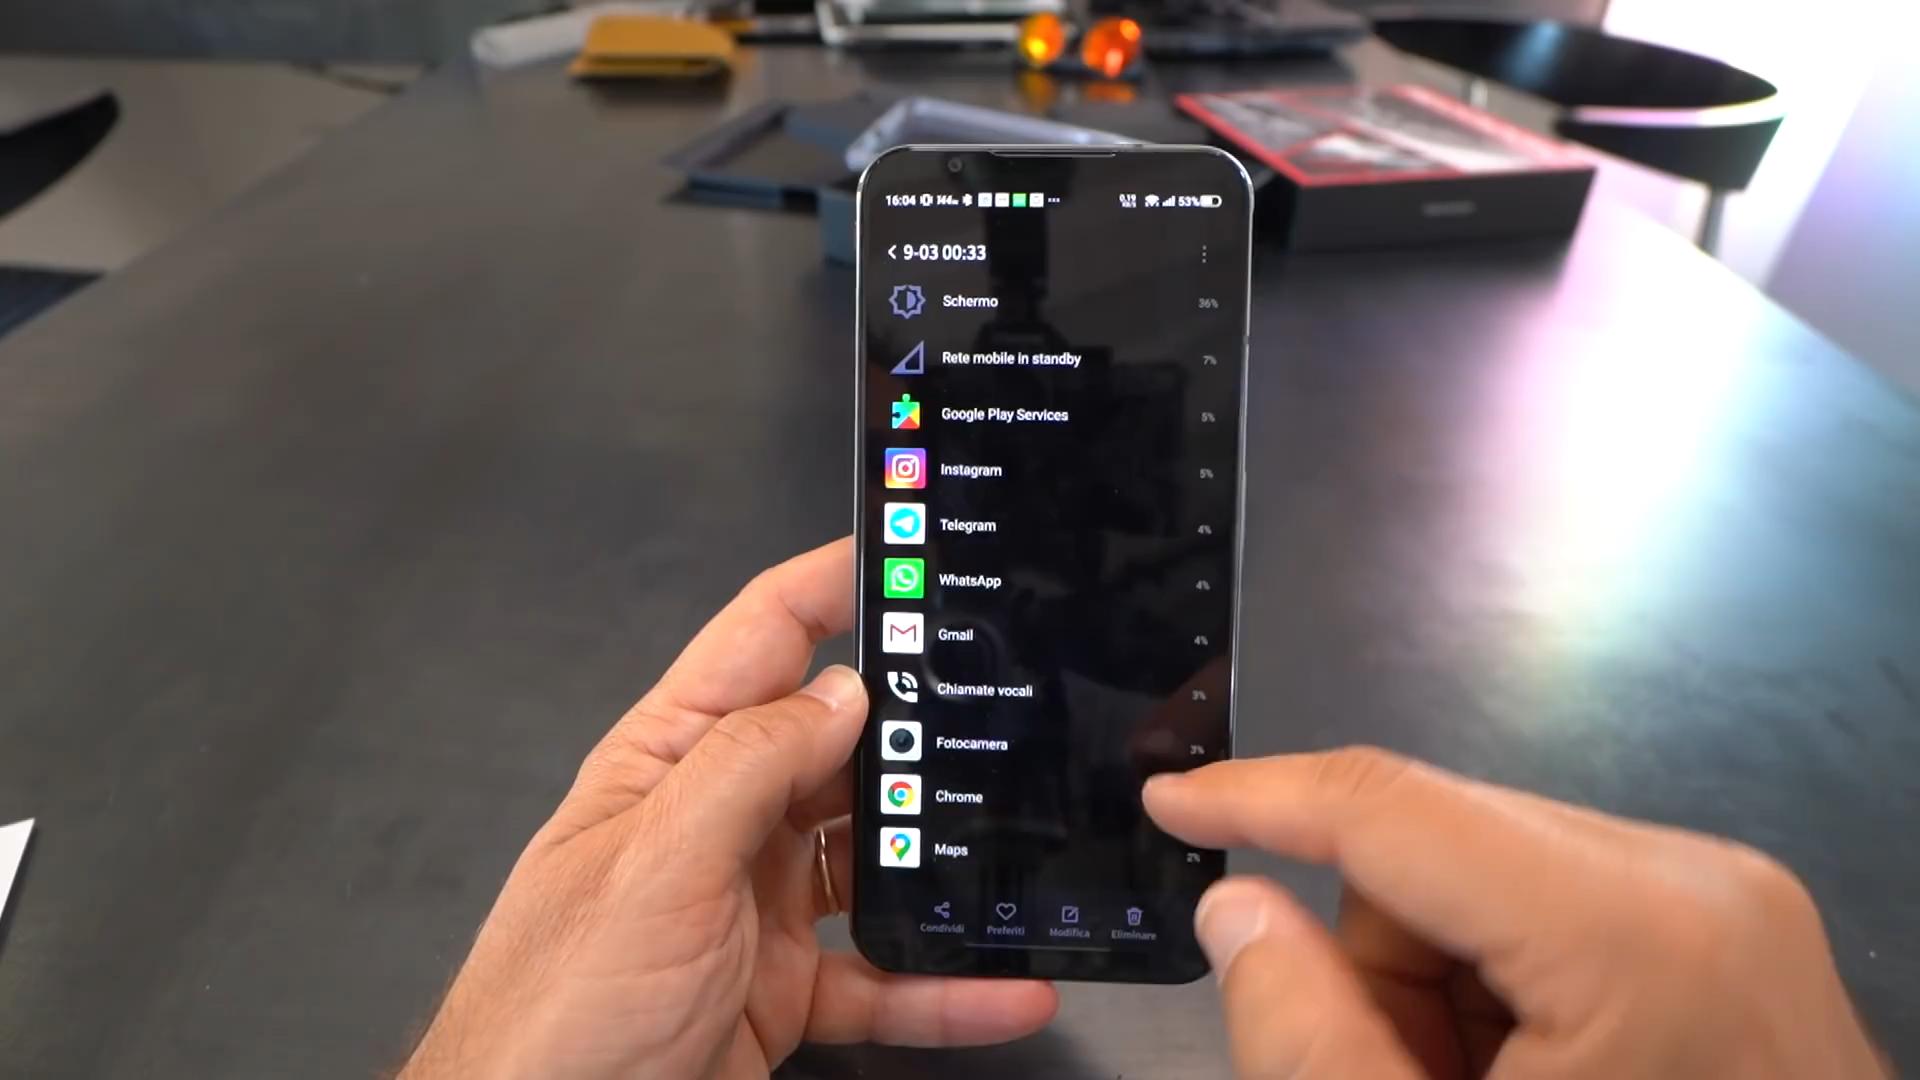 16:04 53%
9-03 00:33
Schermo 36%
Rete mobile in standby 7%
Google Play Services 5%
Instagram 5%
Telegram 4%
WhatsApp 4%
Gmail 4%
Chiamate vocali 3%
Fotocamera 3%
Chrome
Maps 2%
Condividi Preferiti Modifica Eliminare